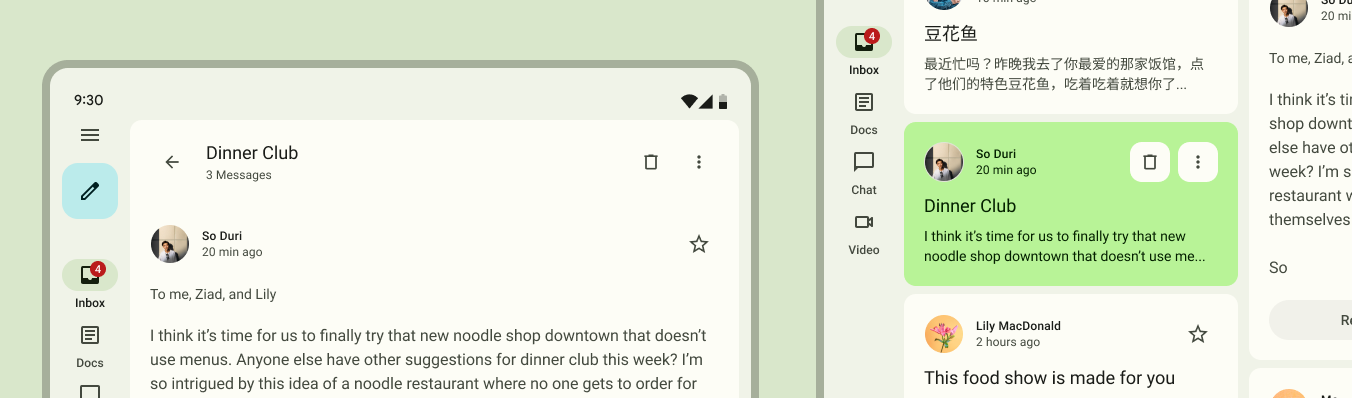 9:30
Dinner Club
3 Messages
So Duri
20 min ago
To me, Ziad, and Lily
I think it's time for us to finally try that new noodle shop downtown that doesn't
use menus. Anyone else have other suggestions for dinner club this week? I'm
so intrigued by this idea of a noodle restaurant where no one gets to order for
4
Inbox
Docs
4
Inbox
Docs
Chat
Video
豆花鱼
最近忙吗？昨晚我去了你最爱的那家饭馆，点
了他们的特色豆花鱼，吃着吃着就想你了...
So Duri
20 min ago
Dinner Club
I think it's time for us to finally try that new
noodle shop downtown that doesn't use me...
Lily MacDonald
2 hours ago
This food show is made for you
20 min
To me, Ziad,
I think it's
shop
else have
week? I'm
restaurant
themselves
So